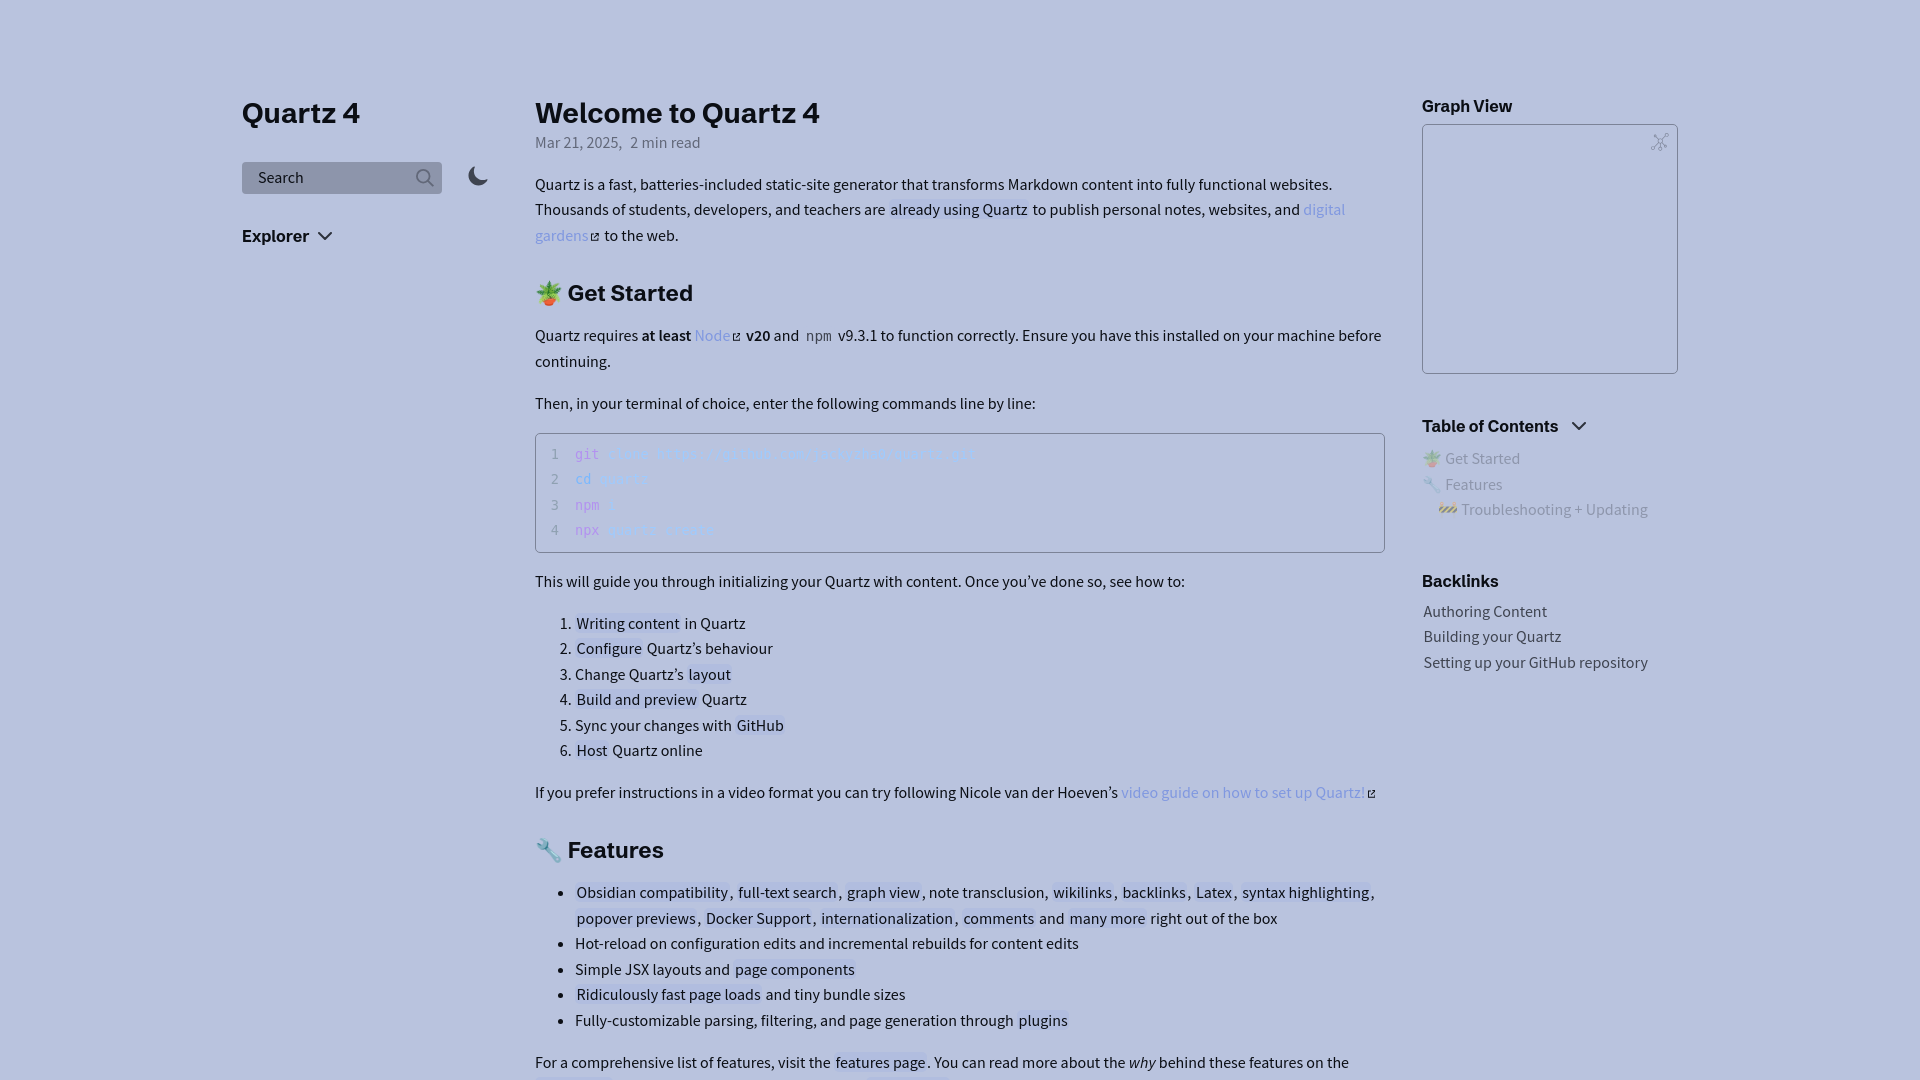 Quartz 4
Search
Explorer
Welcome to Quartz 4
Mar 21, 2025, 2 min read
Quartz is a fast, batteries-included static-site generator that transforms Markdown content into fully functional websites.
Thousands of students, developers, and teachers are already using Quartz to publish personal notes, websites, and digital
gardens to the web.
🪴 Get Started
Quartz requires at least Node v20 and npm v9.3.1 to function correctly. Ensure you have this installed on your machine before
continuing.
Then, in your terminal of choice, enter the following commands line by line:
1 git
2 cd
3 npm
4 npx
This will guide you through initializing your Quartz with content. Once you’ve done so, see how to:
1. Writing content in Quartz
2. Configure Quartz’s behaviour
3. Change Quartz’s layout
4. Build and preview Quartz
5. Sync your changes with GitHub
6. Host Quartz online
If you prefer instructions in a video format you can try following Nicole van der Hoeven’s video guide on how to set up Quartz!
🔧 Features
• Obsidian compatibility, full-text search, graph view, note transclusion, wikilinks, backlinks, Latex, syntax highlighting,
popover previews, Docker Support, internationalization, comments and many more right out of the box
• Hot-reload on configuration edits and incremental rebuilds for content edits
• Simple JSX layouts and page components
• Ridiculously fast page loads and tiny bundle sizes
• Fully-customizable parsing, filtering, and page generation through plugins
For a comprehensive list of features, visit the features page. You can read more about the why behind these features on the
Graph View
Table of Contents
🪴 Get Started
🔧 Features
🚧 Troubleshooting + Updating
Backlinks
Authoring Content
Building your Quartz
Setting up your GitHub repository